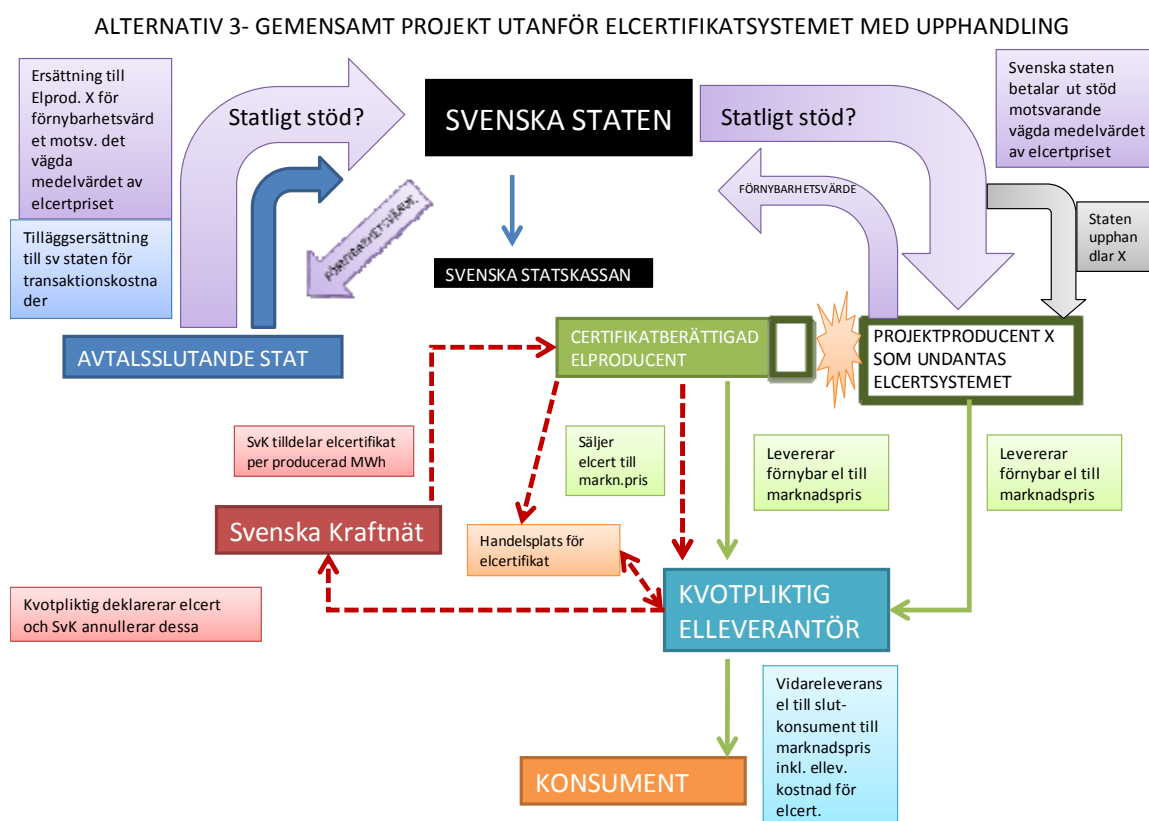 ALTERNATIV 3- GEMENSAMT PROJEKT UTANFÖR ELCERTIFIKATSYSTEMET MED UPPHANDLING
Ersättning till
Elprod. X för
förnybarhetsvärd
et motsv. det
vägda
medelvärdet av
elcertpriset
Statligt stöd?
SVENSKA STATEN
Statligt stöd?
Svenska staten
betalar ut stöd
motsvarande
vägda medelvärdet
av elcertpriset
FÖRNYBARHETSVÄRDE
FÖRNYBARHETSVÄRDE
Tilläggsersättning
till sv staten för
transaktionskostna
der
Staten
upphan
dlar X
SVENSKA STATSKASSAN
AVTALSSLUTANDE STAT
CERTIFIKATBERÄTTIGAD
ELPRODUCENT
PROJEKTPRODUCENT X
SOM UNDANTAS
ELCERTSYSTEMET
SvK tilldelar elcertifikat
per producerad MWh
Säljer
elcert till
markn.pris
Levererar
förnybar el till
marknadspris
Levererar
förnybar el till
marknadspris
Svenska Kraftnät
Handelsplats för
elcertifikat
Kvotpliktig deklarerar elcert
och SvK annullerar dessa
KVOTPLIKTIG
ELLEVERANTÖR
Vidareleverans
el till slut-
konsument till
marknadspris
inkl. ellev.
kostnad för
elcert.
KONSUMENT